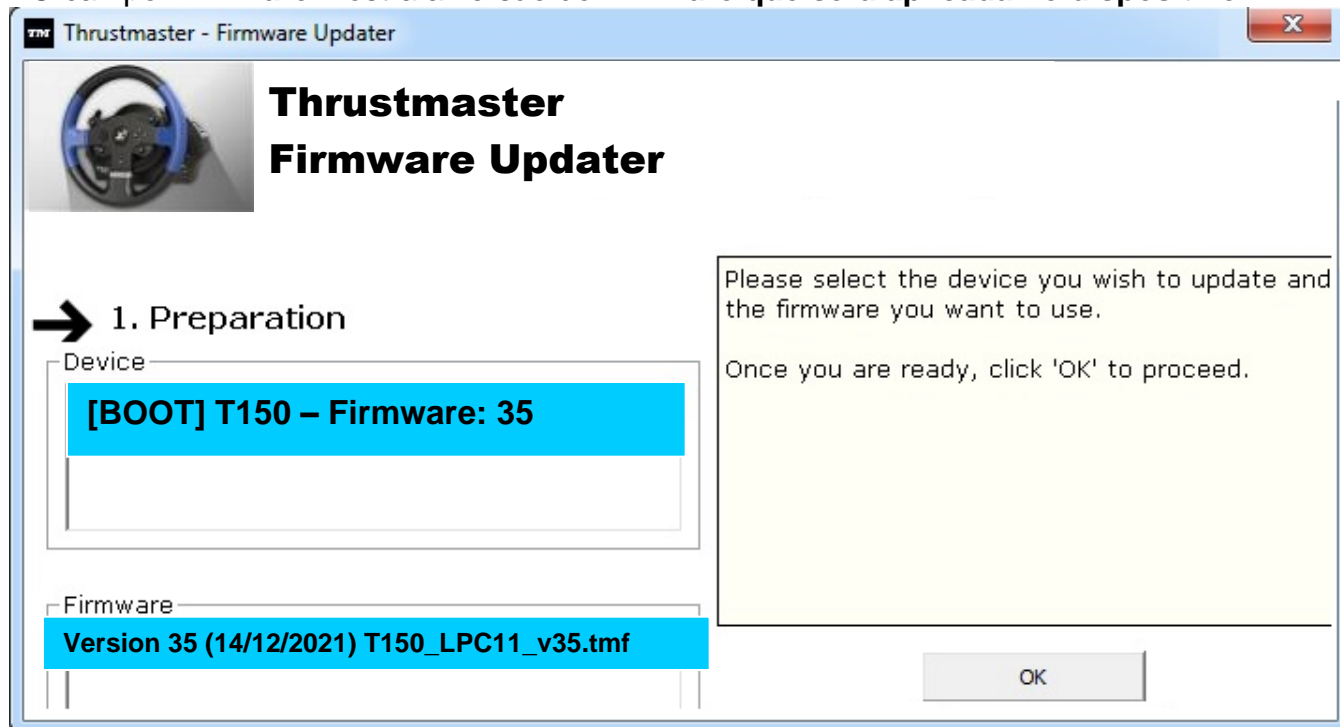 Thrustmaster - Firmware Updater
Thrustmaster
Firmware Updater
1. Preparation
Device
[BOOT] T150 – Firmware: 35
Firmware
Version 35 (14/12/2021) T150_LPC11_v35.tmf
Please select the device you wish to update and
the firmware you want to use.
Once you are ready, click 'OK' to proceed.
OK